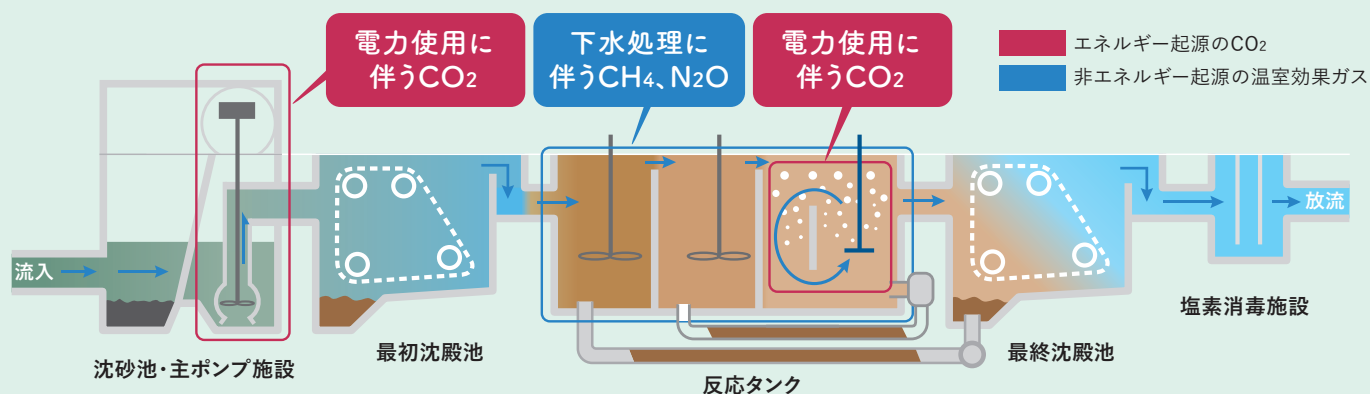 電力使用に
伴うCO₂
下水処理に
伴うCH₄、N₂O
電力使用に
伴うCO₂
エネルギー起源のCO₂
非エネルギー起源の温室効果ガス
流入
放流
沈砂池・主ポンプ施設
最初沈殿池
反応タンク
最終沈殿池
塩素消毒施設